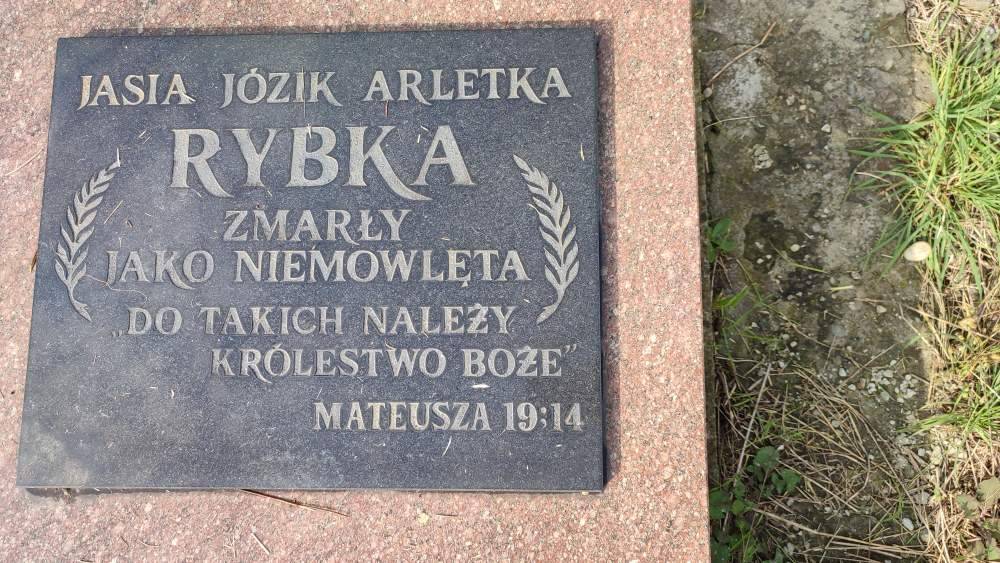 JASIA JÓZIK ARLETKA
RYBKA
ZMARŁY
JAKO NIEMOWLĘTA
„DO TAKICH NALEŻY
KRÓLESTWO BOŻE”
MATEUSZA 19:14